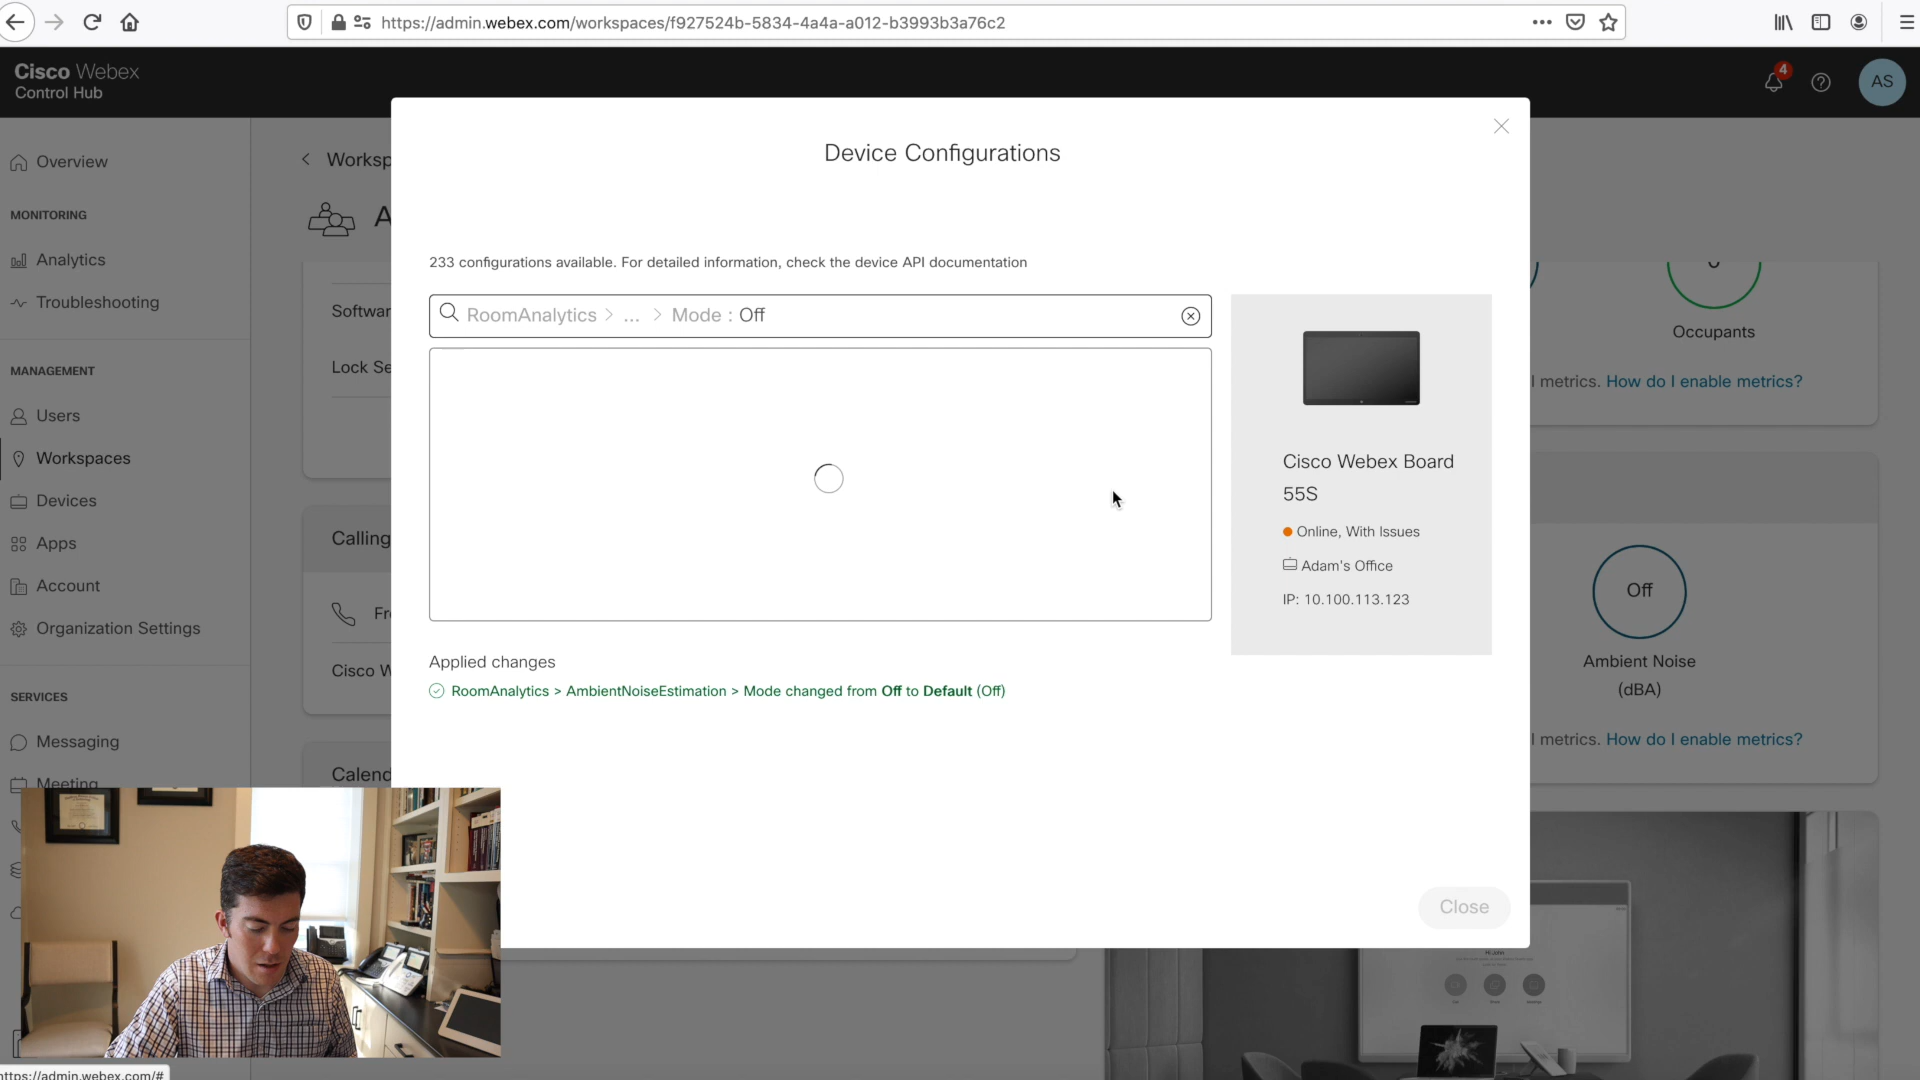 https://admin.webex.com/workspaces/f927524b-5834-4a4a-a012-b3993b3a76c2
Cisco Webex
Control Hub
4
AS
Overview
MONITORING
Analytics
Troubleshooting
MANAGEMENT
Users
Workspaces
Devices
Apps
Account
Organization Settings
SERVICES
Messaging
Meeting
Worksp
A
Softwar
Lock Se
Calling
Fr
Cisco W
Calend
Device Configurations
233 configurations available. For detailed information, check the device API documentation
RoomAnalytics > ... > Mode : Off
Applied changes
RoomAnalytics > AmbientNoiseEstimation > Mode changed from Off to Default (Off)
Cisco Webex Board
55S
Online, With Issues
Adam's Office
IP: 10.100.113.123
Close
Occupants
l metrics. How do I enable metrics?
Off
Ambient Noise
(dBA)
l metrics. How do I enable metrics?
https://admin.webex.com/#